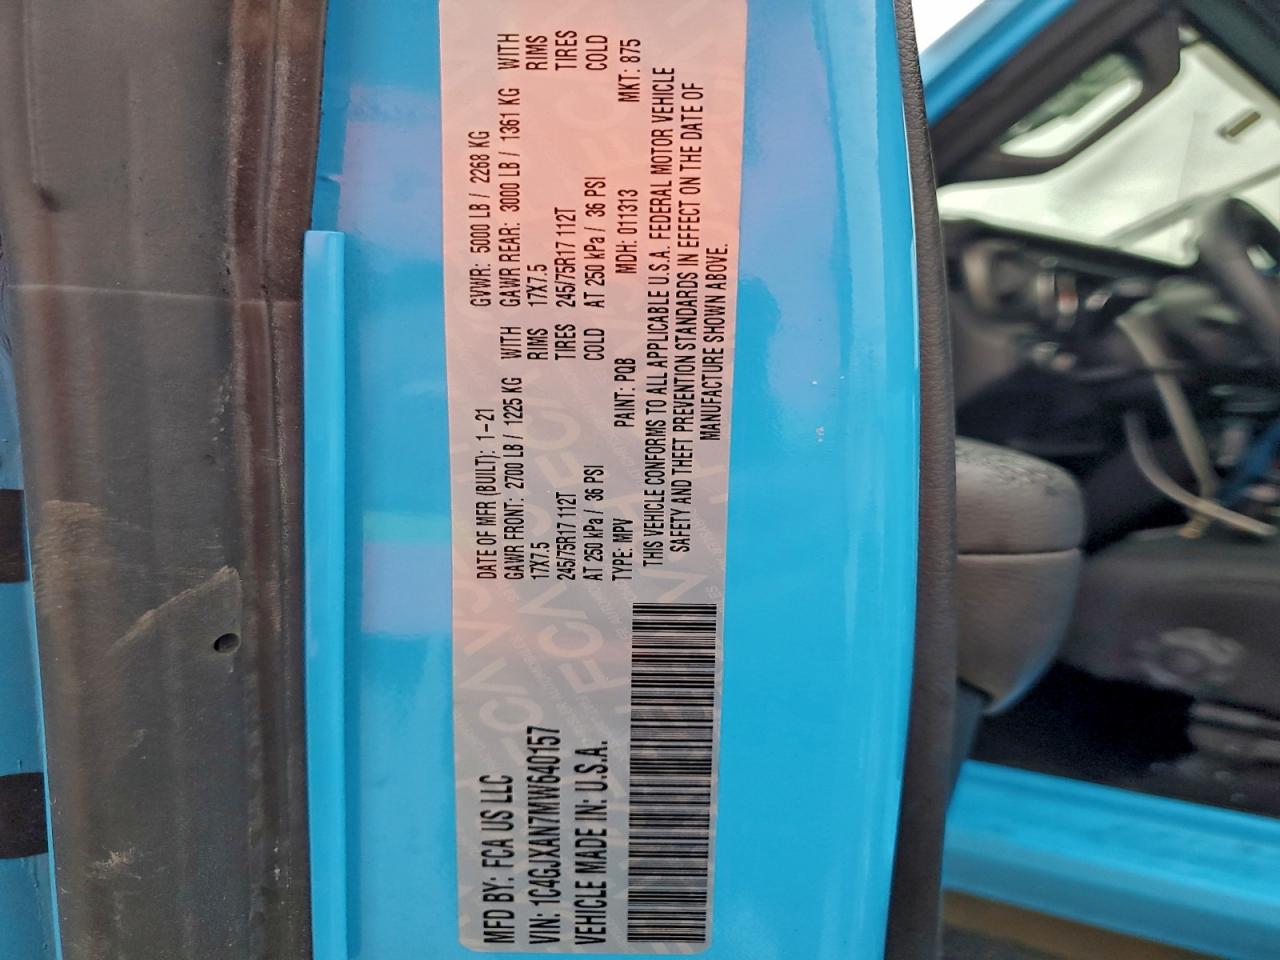 MFD BY: FCA US LLC
VIN: 1C4GJXAN7MW640157
VEHICLE MADE IN: U.S.A.
DATE OF MFR (BUILT): 1-21 GVWR: 5000 LB / 2268 KG
GAWR FRONT: 2700 LB / 1225 KG WITH GAWR REAR: 3000 LB / 1361 KG WITH
17X7.5 RIMS 17X7.5 RIMS
245/75R17 112T TIRES 245/75R17 112T TIRES
AT 250 kPa / 36 PSI COLD AT 250 kPa / 36 PSI COLD
TYPE: MPV PAINT: PQB MDH: 011313 MKT: 875
THIS VEHICLE CONFORMS TO ALL APPLICABLE U.S.A. FEDERAL MOTOR VEHICLE
SAFETY AND THEFT PREVENTION STANDARDS IN EFFECT ON THE DATE OF
MANUFACTURE SHOWN ABOVE.